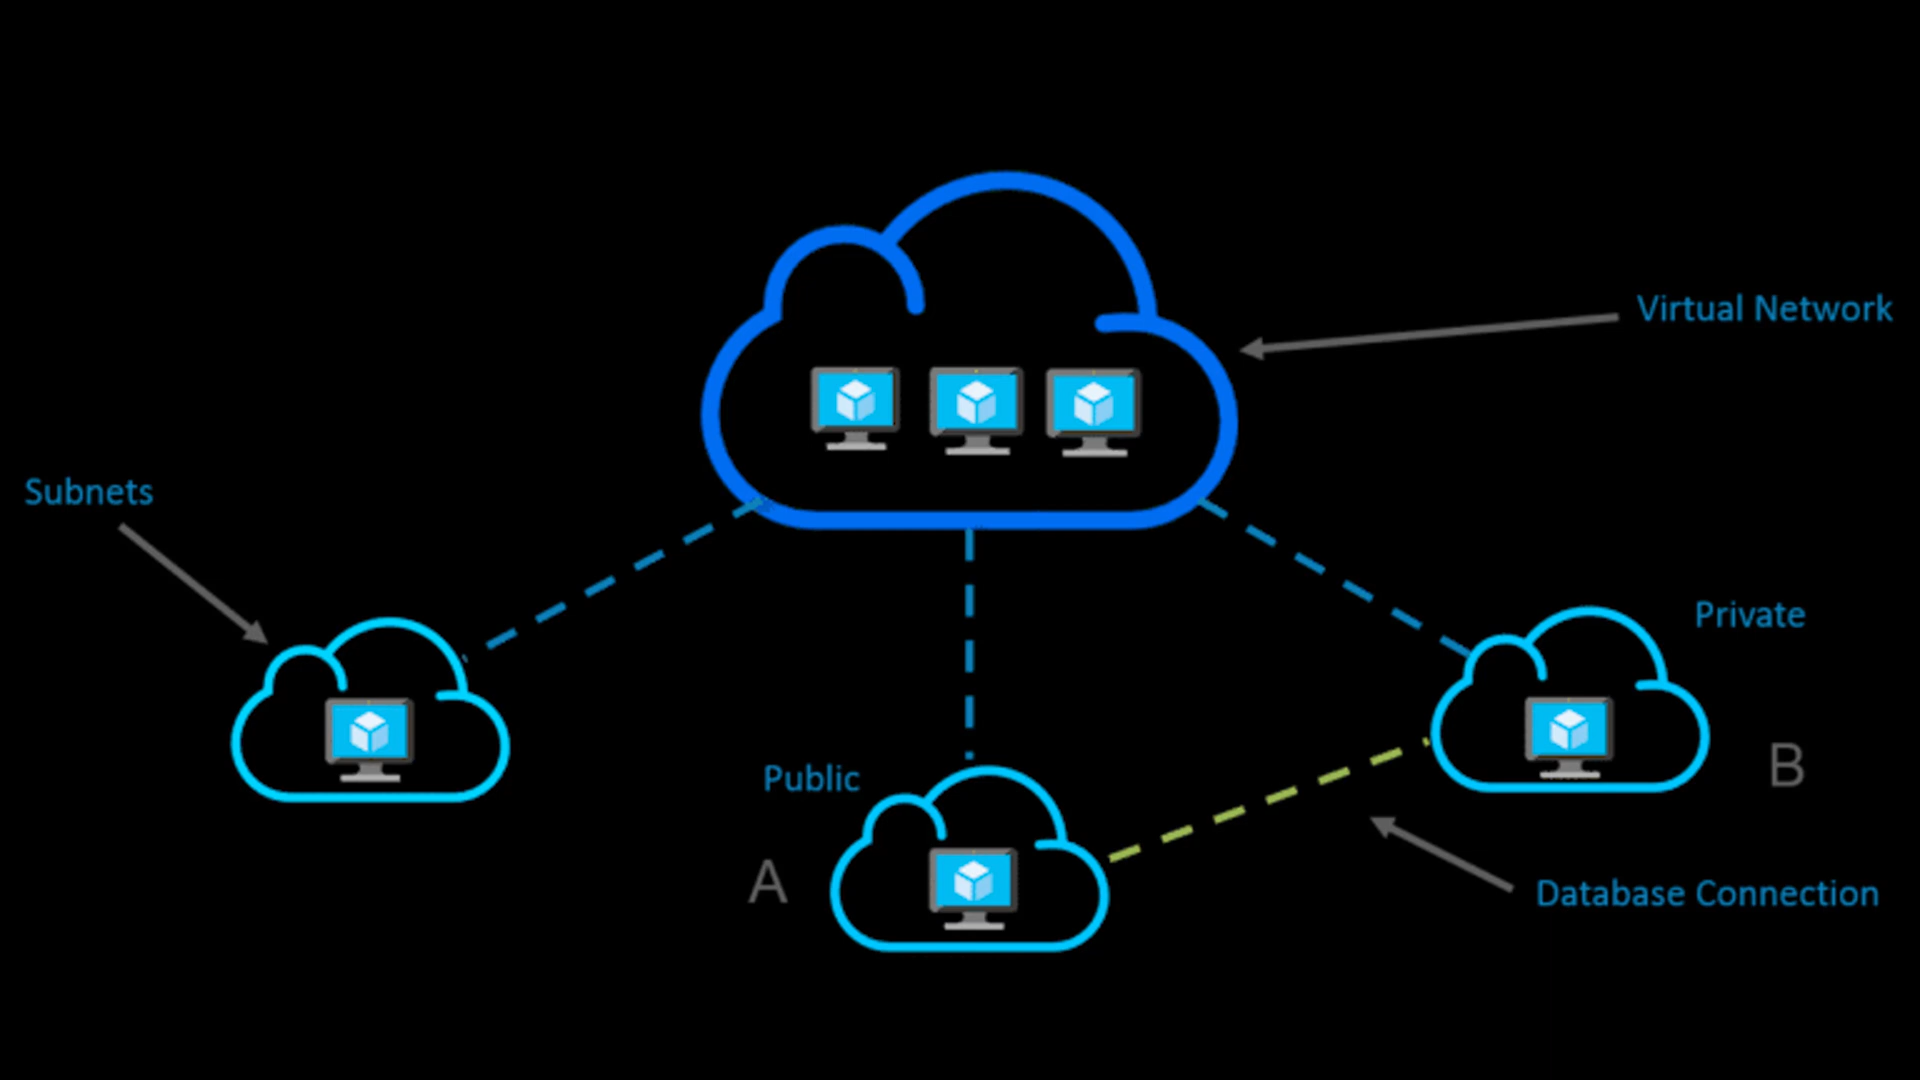 Virtual Network
Subnets
Private
Public
B
A
Database Connection